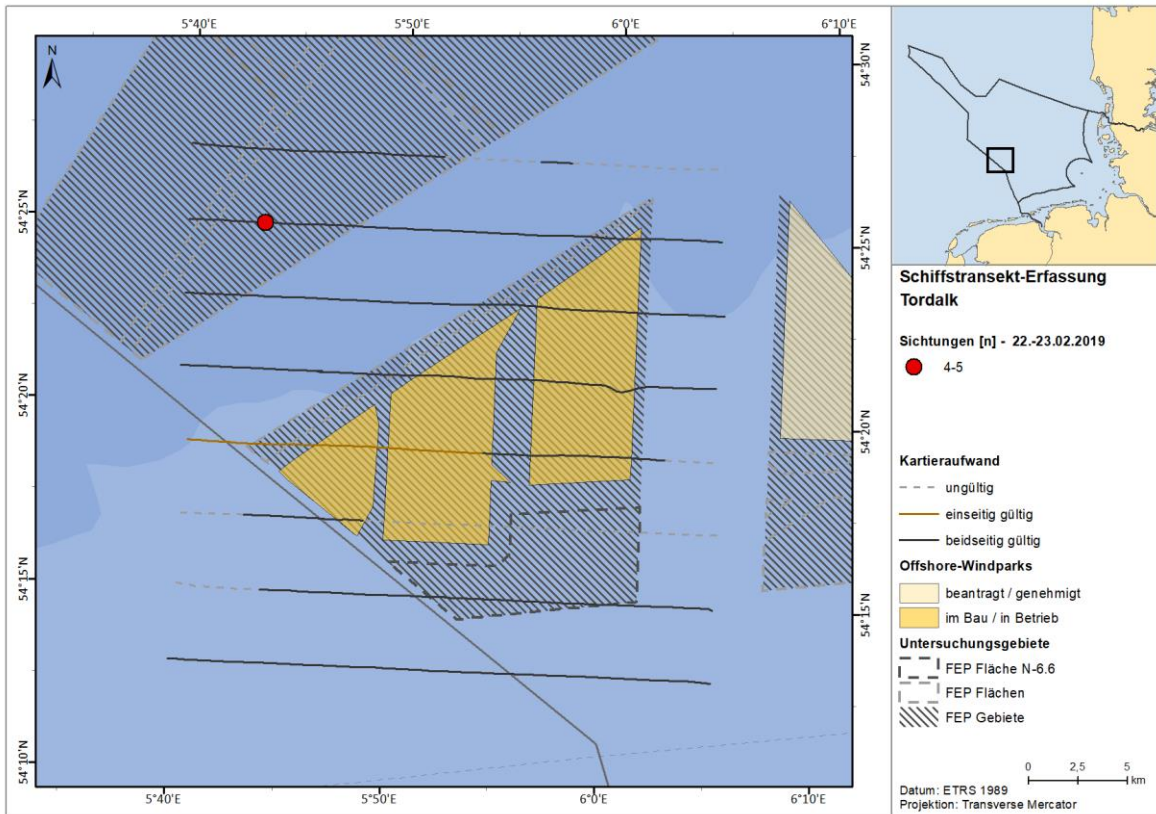 5°40'E 5°50'E 6°0'E 6°10'E
N
54°30'N
54°25'N
54°25'N
54°20'N
54°20'N
54°15'N
54°15'N
54°10'N
5°40'E 5°50'E 6°0'E 6°10'E
Schiffstransekt-Erfassung
Tordalk
Sichtungen [n] - 22.-23.02.2019
4-5
Kartieraufwand
ungültig
einseitig gültig
beidseitig gültig
Offshore-Windparks
beantragt / genehmigt
im Bau / in Betrieb
Untersuchungsgebiete
FEP Fläche N-6.6
FEP Flächen
FEP Gebiete
0 2,5 5
km
Datum: ETRS 1989
Projektion: Transverse Mercator